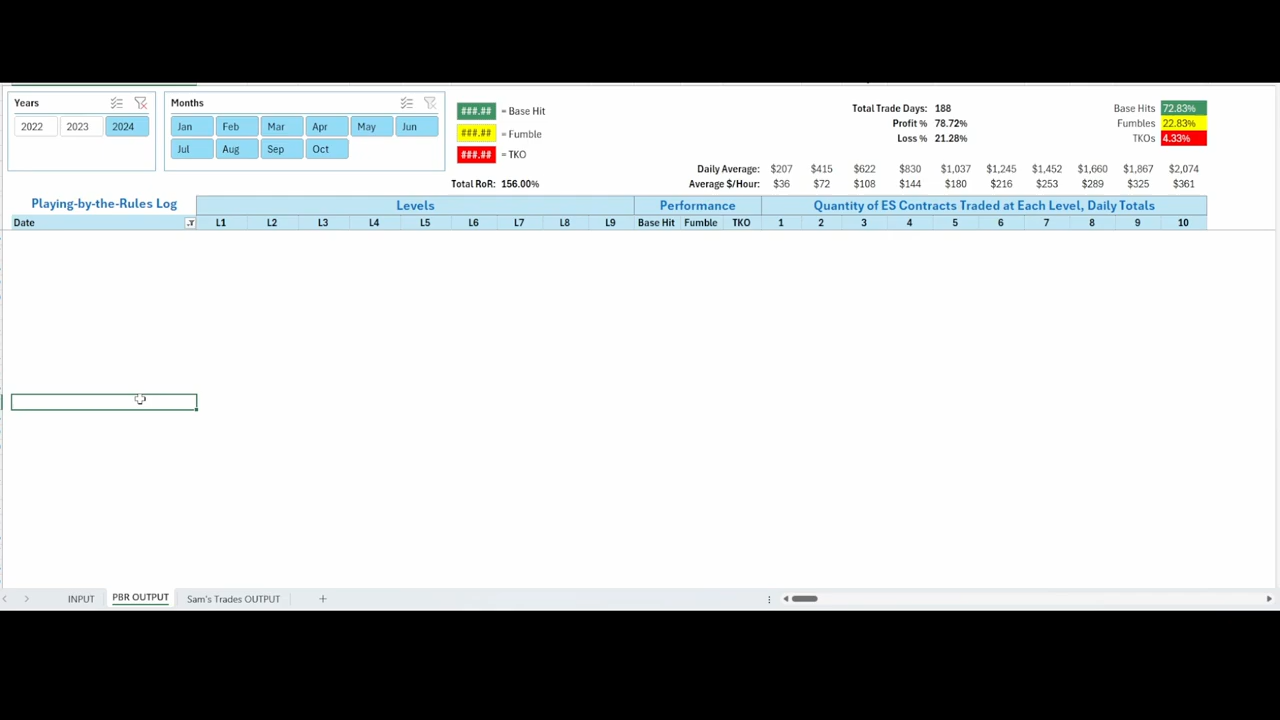 Years
2022 2023 2024
Months
Jan Feb Mar Apr May Jun
Jul Aug Sep Oct
###.## = Base Hit
###.## = Fumble
###.## = TKO
Total RoR: 156.00%
Total Trade Days: 188
Profit % 78.72%
Loss % 21.28%
Base Hits 72.83%
Fumbles 22.83%
TKOs 4.33%
Daily Average: $207 $415 $622 $830 $1,037 $1,245 $1,452 $1,660 $1,867 $2,074
Average $/Hour: $36 $72 $108 $144 $180 $216 $253 $289 $325 $361
Playing-by-the-Rules Log Levels Performance Quantity of ES Contracts Traded at Each Level, Daily Totals
Date L1 L2 L3 L4 L5 L6 L7 L8 L9 Base Hit Fumble TKO 1 2 3 4 5 6 7 8 9 10
INPUT PBR OUTPUT Sam's Trades OUTPUT +